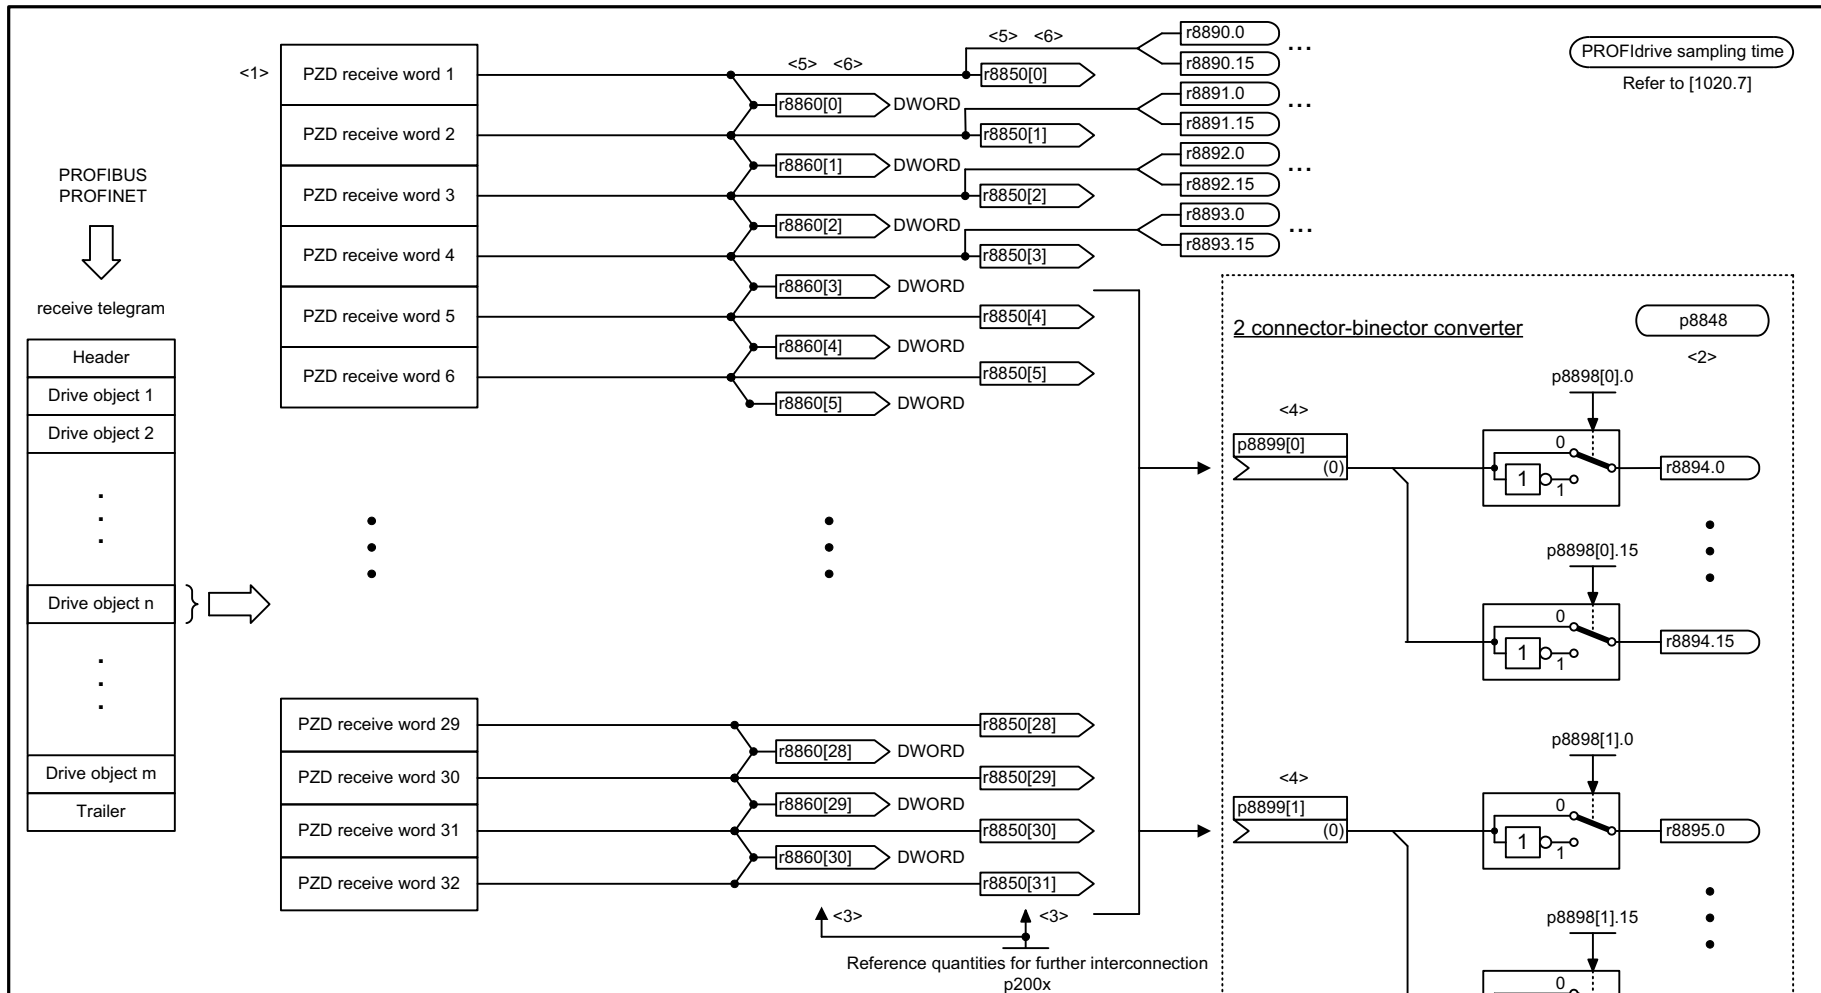 <1>
PZD receive word 1
PZD receive word 2
PZD receive word 3
PZD receive word 4
PZD receive word 5
PZD receive word 6
<5> <6>
r8860[0] DWORD
r8860[1] DWORD
r8860[2] DWORD
r8860[3] DWORD
r8860[4] DWORD
r8860[5] DWORD
<5> <6>
r8850[0]
r8850[1]
r8850[2]
r8850[3]
r8850[4]
r8850[5]
r8890.0
...
r8890.15
r8891.0
...
r8891.15
r8892.0
...
r8892.15
r8893.0
...
r8893.15
PROFIdrive sampling time
Refer to [1020.7]
PROFIBUS
PROFINET
receive telegram
Header
Drive object 1
Drive object 2
Drive object n
Drive object m
Trailer
PZD receive word 29
PZD receive word 30
PZD receive word 31
PZD receive word 32
r8860[28] DWORD
r8860[29] DWORD
r8860[30] DWORD
r8850[28]
r8850[29]
r8850[30]
r8850[31]
<3>
<3>
Reference quantities for further interconnection
p200x
2 connector-binector converter
p8848
<2>
p8898[0].0
<4>
p8899[0]
(0)
0
1
1
r8894.0
p8898[0].15
0
1
1
r8894.15
p8898[1].0
<4>
p8899[1]
(0)
0
1
1
r8895.0
p8898[1].15
0